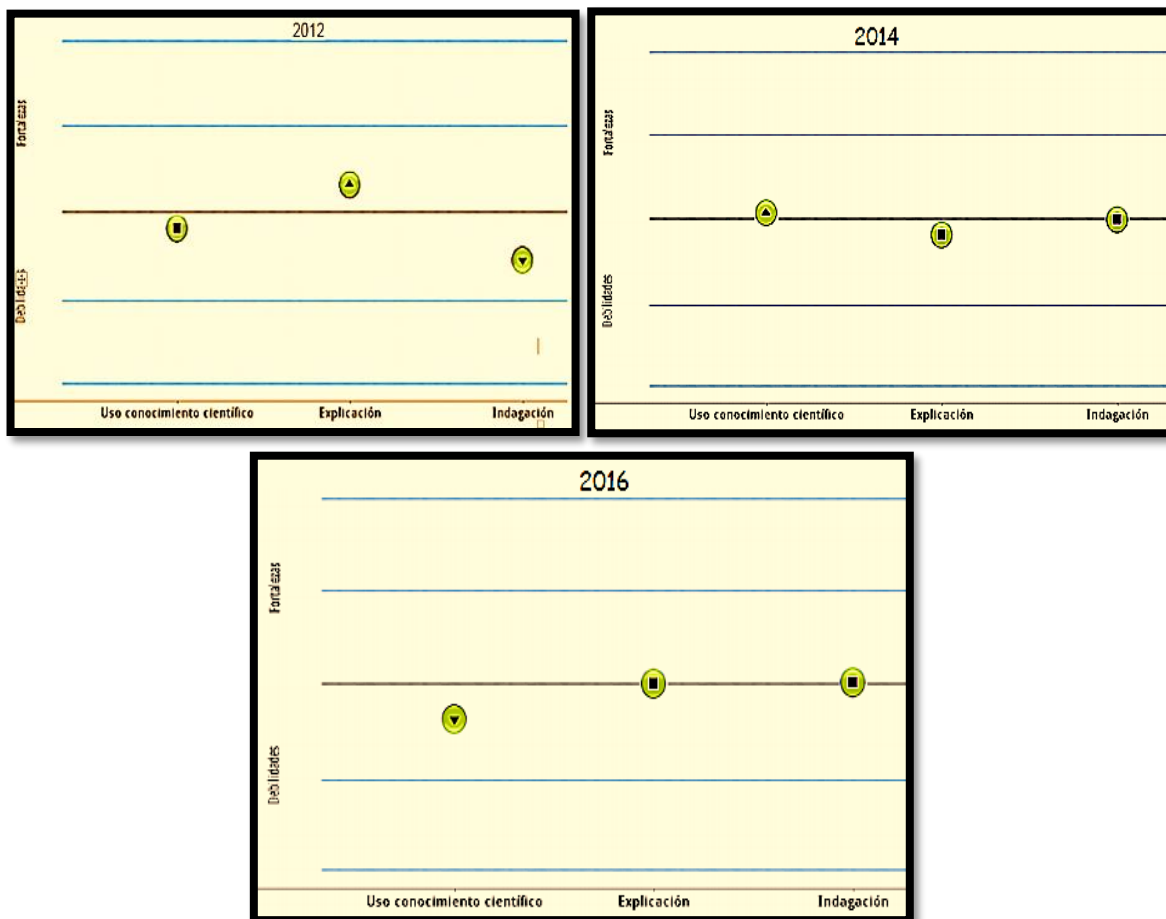 2012
Fortalezas
Uso conocimiento científico
Explicación
Indagación
2014
Fortalezas
Debilidades
Uso conocimiento científico
Explicación
Indagación
2016
Fortalezas
Debilidades
Uso conocimiento científico
Explicación
Indagación